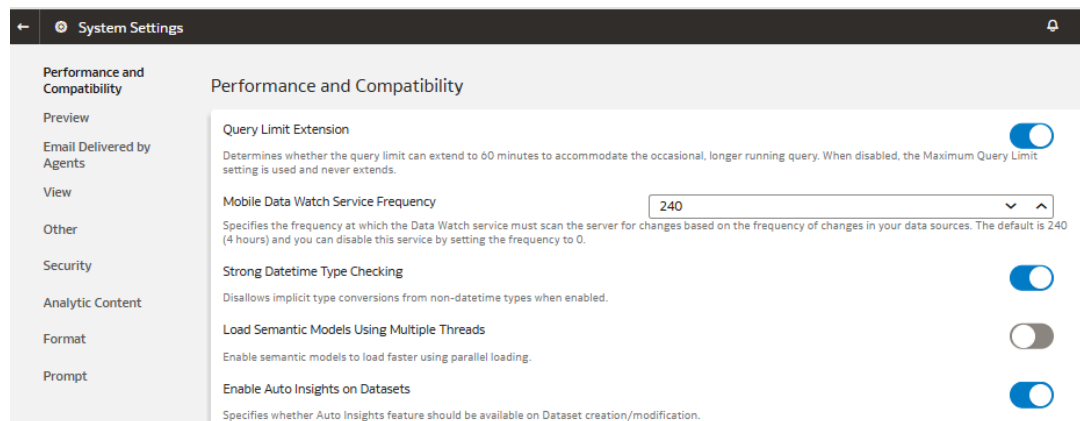 System Settings
Performance and
Compatibility
Preview
Email Delivered by
Agents
View
Other
Security
Analytic Content
Format
Prompt
Performance and Compatibility
Query Limit Extension
Determines whether the query limit can extend to 60 minutes to accommodate the occasional, longer running query. When disabled, the Maximum Query Limit
setting is used and never extends.
Mobile Data Watch Service Frequency
240
Specifies the frequency at which the Data Watch service must scan the server for changes based on the frequency of changes in your data sources. The default is 240
(4 hours) and you can disable this service by setting the frequency to 0.
Strong Datetime Type Checking
Disallows implicit type conversions from non-datetime types when enabled.
Load Semantic Models Using Multiple Threads
Enable semantic models to load faster using parallel loading.
Enable Auto Insights on Datasets
Specifies whether Auto Insights feature should be available on Dataset creation/modification.